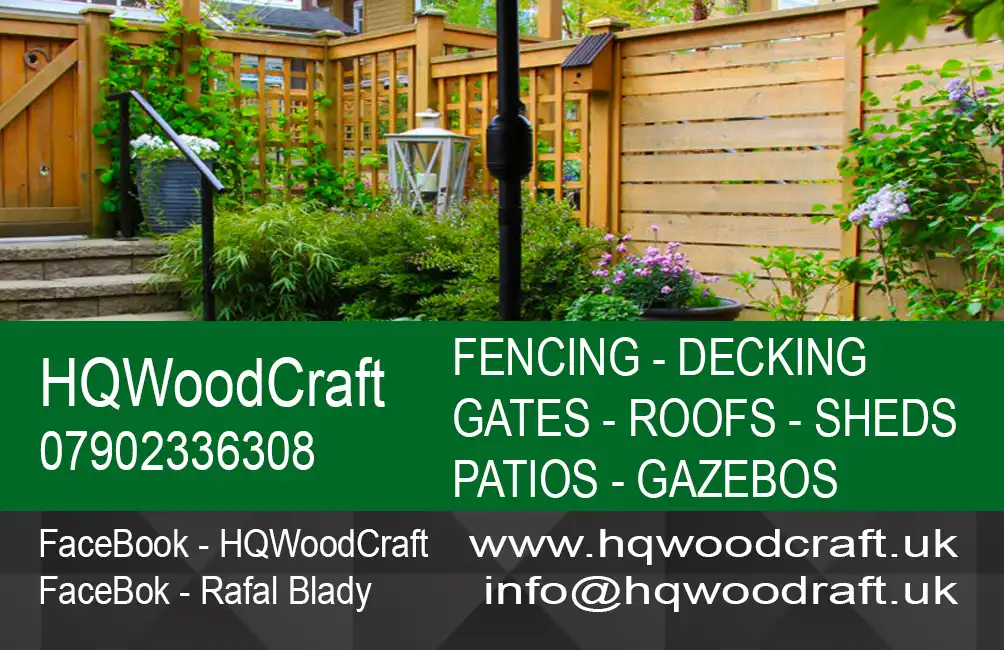 HQWoodCraft
07902336308
FENCING - DECKING
GATES - ROOFS - SHEDS
PATIOS - GAZEBOS
FaceBook - HQWoodCraft
FaceBok - Rafal Blady
www.hqwoodcraft.uk
info@hqwoodraft.uk